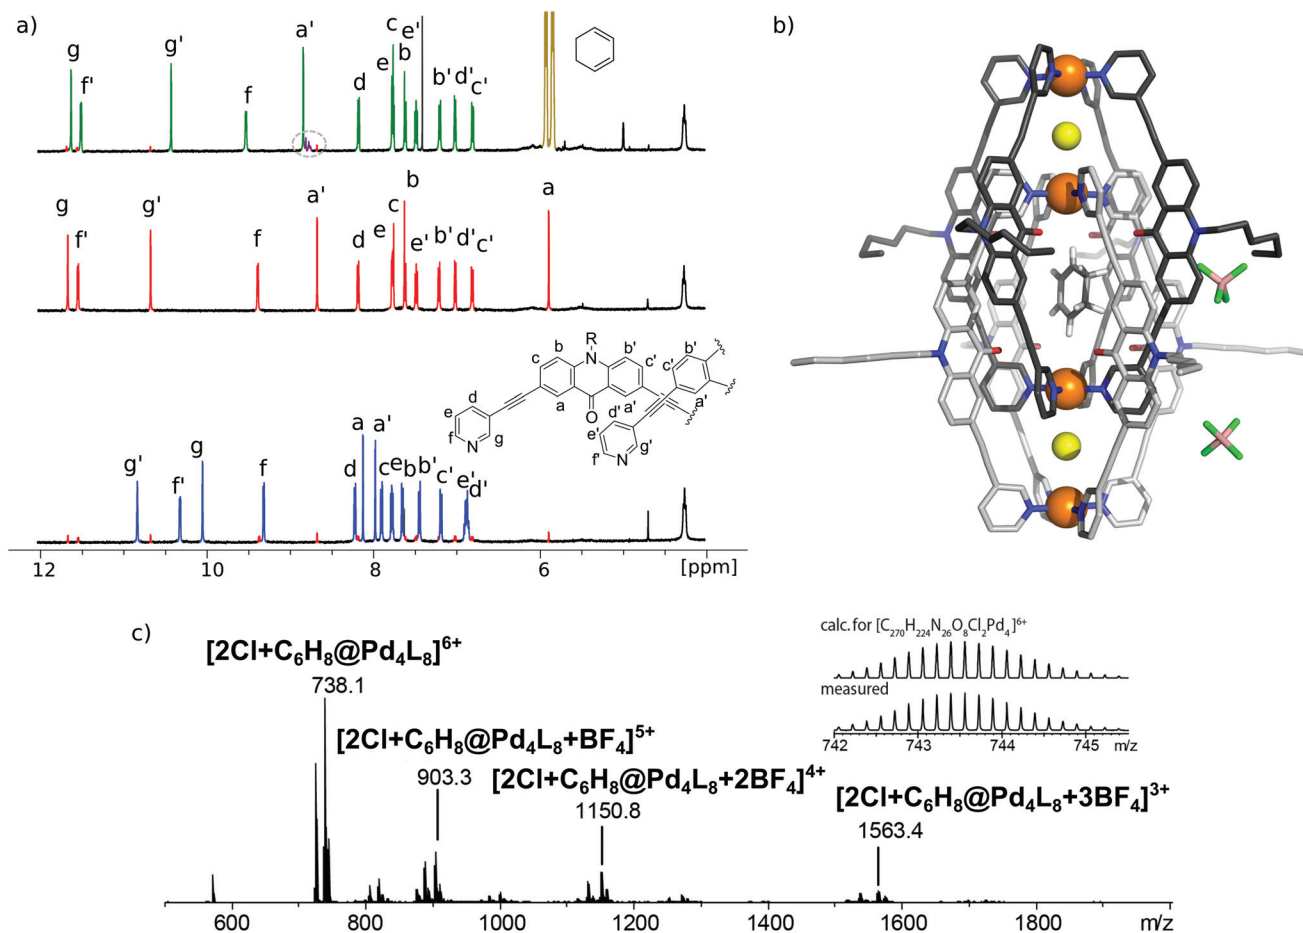 a)
g f' g' f a' d e c e' b b' d' c'
g f' g' f a' d e c b e' b' d' c' a
g' f' g f d a a' c e b b' c' e' d'
R
b N b' b'
c c' c'
d a O a' a'
e d'
f N g e' f' N g'
12 10 8 6 [ppm]
b)
c)
[2Cl+C₆H₈@Pd₄L₈]⁶⁺
738.1
[2Cl+C₆H₈@Pd₄L₈+BF₄]⁵⁺
903.3
[2Cl+C₆H₈@Pd₄L₈+2BF₄]⁴⁺
1150.8
[2Cl+C₆H₈@Pd₄L₈+3BF₄]³⁺
1563.4
calc. for [C₂₇₀H₂₂₄N₂₆O₈Cl₂Pd₄]⁶⁺
measured
742 743 744 745 m/z
600 800 1000 1200 1400 1600 1800 m/z